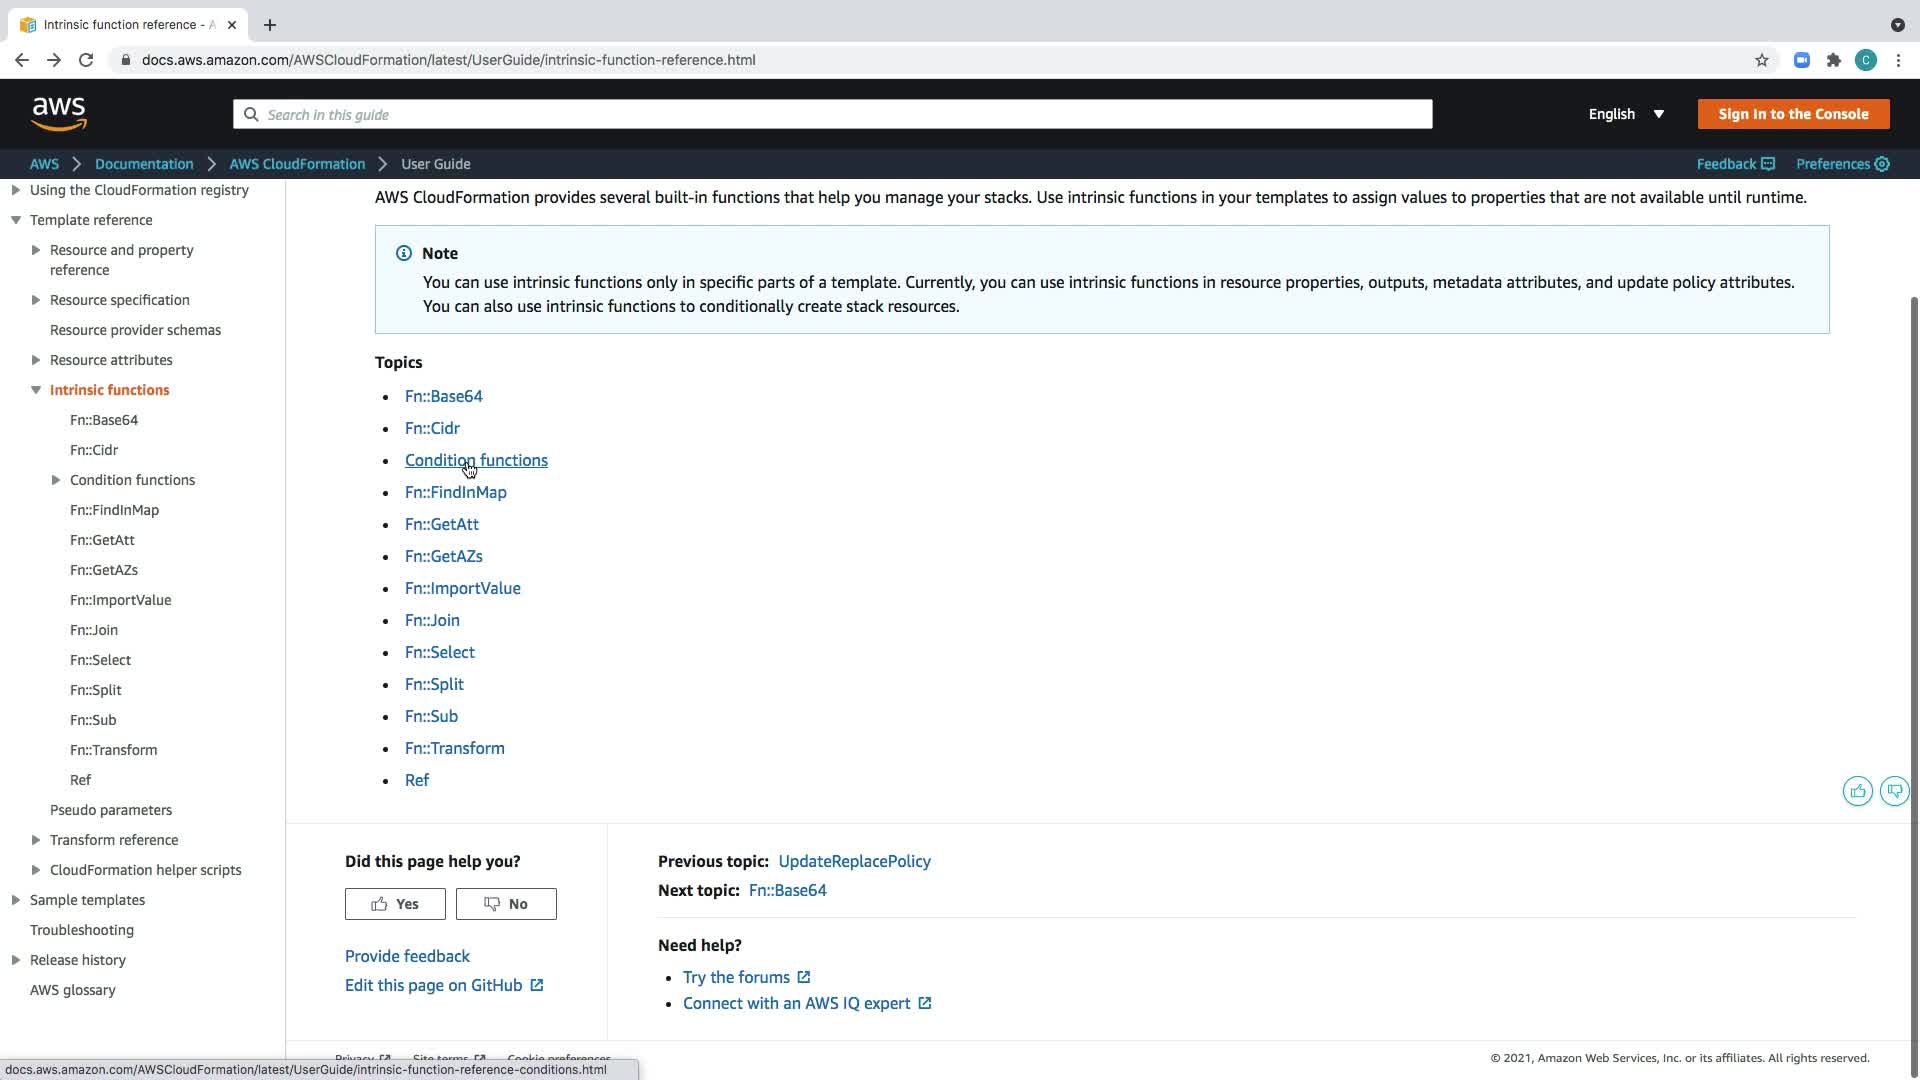 Intrinsic function reference - A
docs.aws.amazon.com/AWSCloudFormation/latest/UserGuide/intrinsic-function-reference.html
C
aws
Search in this guide
English
Sign In to the Console
AWS
Documentation
AWS CloudFormation
User Guide
Feedback
Preferences
Using the CloudFormation registry
Template reference
Resource and property
reference
Resource specification
Resource provider schemas
Resource attributes
Intrinsic functions
Fn::Base64
Fn::Cidr
Condition functions
Fn::FindInMap
Fn::GetAtt
Fn::GetAZs
Fn::ImportValue
Fn::Join
Fn::Select
Fn::Split
Fn::Sub
Fn::Transform
Ref
Pseudo parameters
Transform reference
CloudFormation helper scripts
Sample templates
Troubleshooting
Release history
AWS glossary
AWS CloudFormation provides several built-in functions that help you manage your stacks. Use intrinsic functions in your templates to assign values to properties that are not available until runtime.
Note
You can use intrinsic functions only in specific parts of a template. Currently, you can use intrinsic functions in resource properties, outputs, metadata attributes, and update policy attributes.
You can also use intrinsic functions to conditionally create stack resources.
Topics
Fn::Base64
Fn::Cidr
Condition functions
Fn::FindInMap
Fn::GetAtt
Fn::GetAZs
Fn::ImportValue
Fn::Join
Fn::Select
Fn::Split
Fn::Sub
Fn::Transform
Ref
Did this page help you?
Yes
No
Provide feedback
Edit this page on GitHub
Previous topic: UpdateReplacePolicy
Next topic: Fn::Base64
Need help?
Try the forums
Connect with an AWS IQ expert
Privacy
Site terms
Cookie preferences
© 2021, Amazon Web Services, Inc. or its affiliates. All rights reserved.
docs.aws.amazon.com/AWSCloudFormation/latest/UserGuide/intrinsic-function-reference-conditions.html